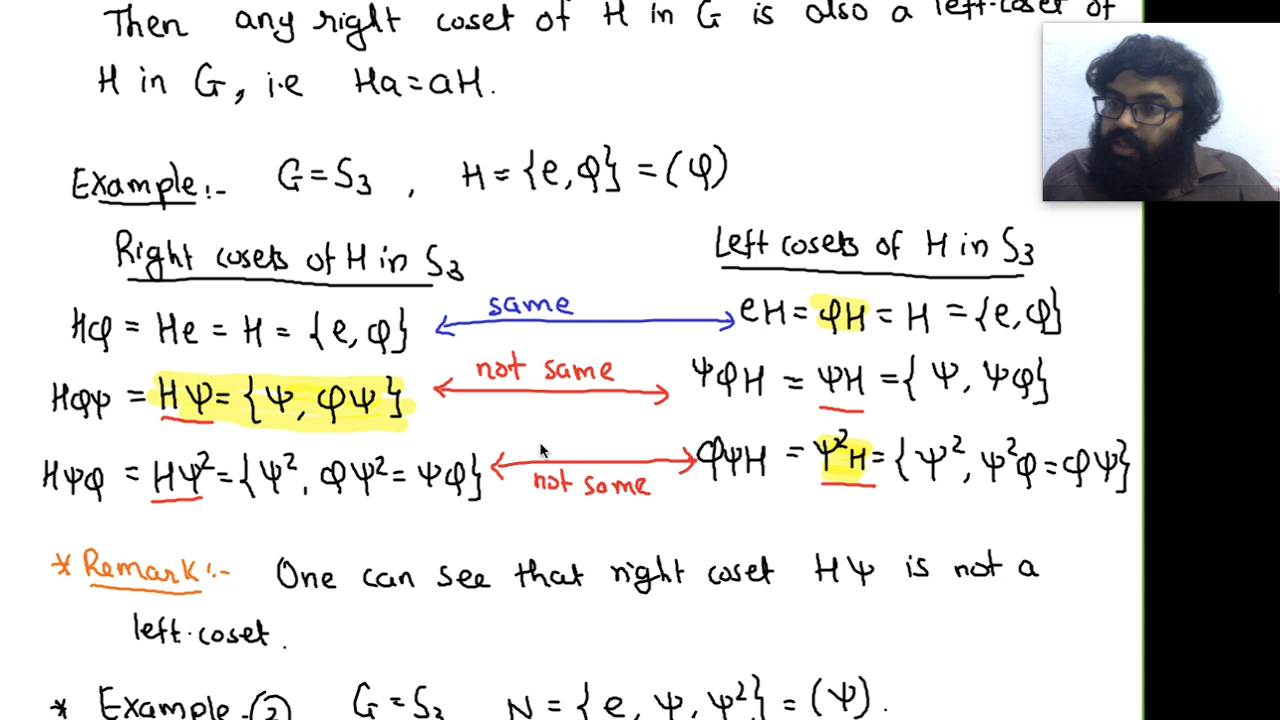 Then any right coset of H in G is also a left-coset of
H in G, i.e Ha=aH.
Example:- G=S₃ , H={e,φ} = (φ)
Right cosets of H in S₃
Left cosets of H in S₃
Hφ = He = H = {e,φ}
same
eH= φH = H = {e,φ}
Hφψ = Hψ= {ψ, φψ}
not same
ψφH = ψH ={ ψ, ψφ}
Hψφ = Hψ²={ψ², φψ²=ψφ}
not same
φψH = ψ²H={ψ², ψ²φ=φψ}
* Remark:- One can see that right coset Hψ is not a
left-coset.
* Example-② G=S₃ N={e, ψ, ψ²} = (ψ).